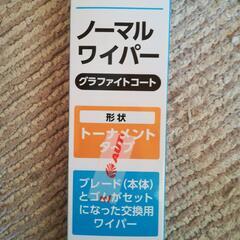 ノーマル
ワイパー
グラファイトコート
形状
トーナメント
タイプ
ブレード（本体）
とゴムがセット
になった交換用
ワイパー